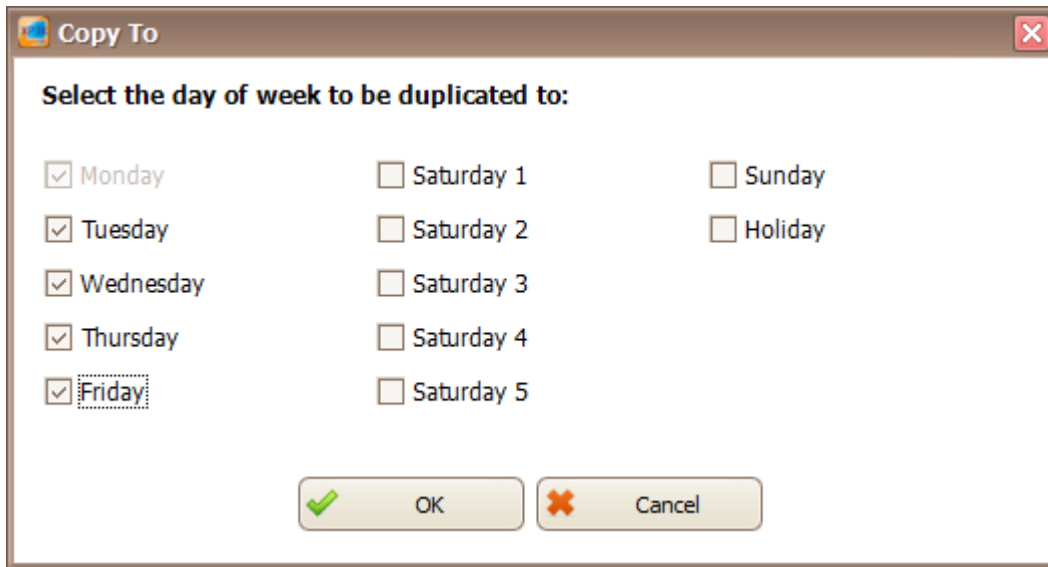 Copy To
Select the day of week to be duplicated to:
Monday
Saturday 1
Sunday
Tuesday
Saturday 2
Holiday
Wednesday
Saturday 3
Thursday
Saturday 4
Friday
Saturday 5
OK
Cancel